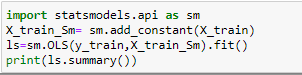 import statsmodels.api as sm
X_train_Sm= sm.add_constant(X_train)
ls=sm.OLS(y_train,X_train_Sm).fit()
print(ls.summary())